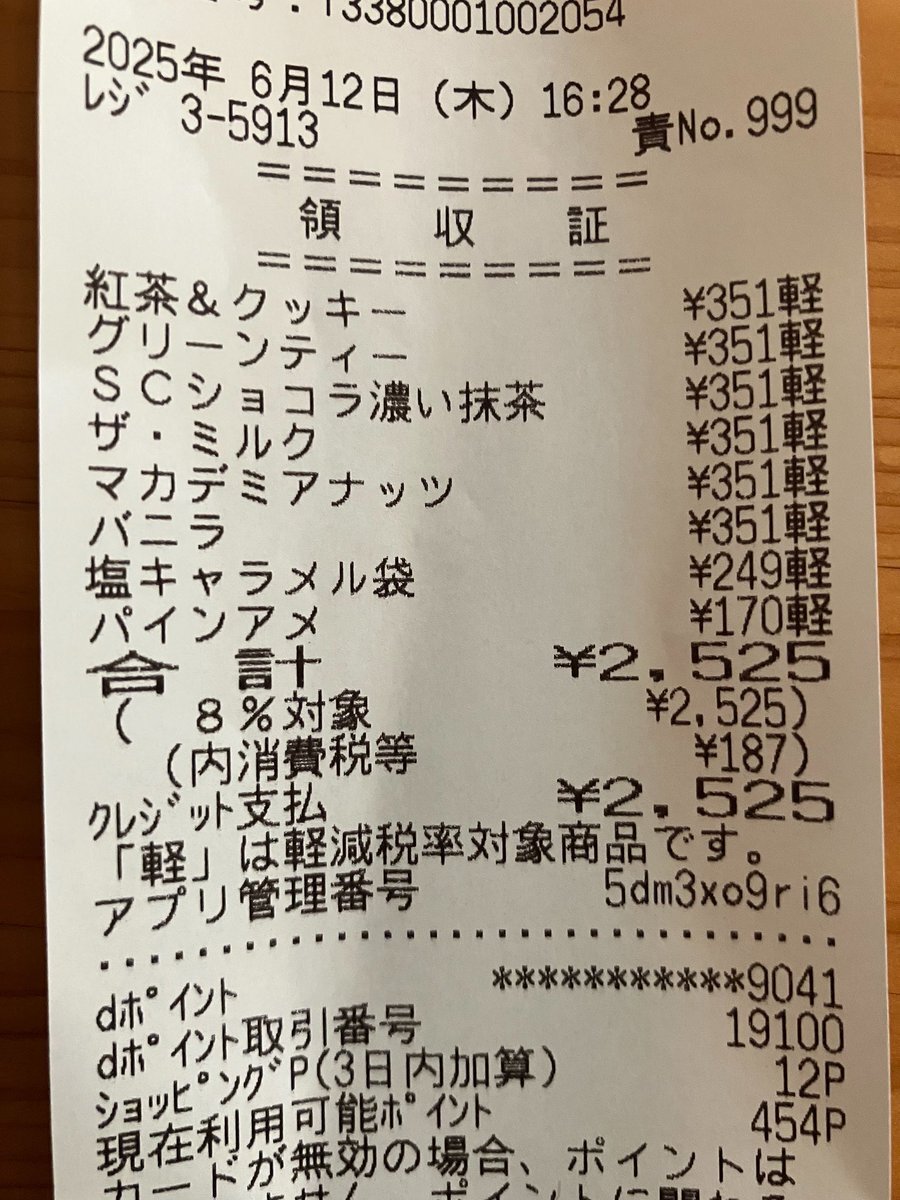 13380001002054
2025年 6月12日（木）16:28
ﾚｼﾞ 3-5913 責No.999
＝＝＝＝＝＝＝＝＝
領 収 証
＝＝＝＝＝＝＝＝＝
紅茶＆クッキー ¥351軽
グリーンティー ¥351軽
ＳＣショコラ濃い抹茶 ¥351軽
ザ・ミルク ¥351軽
マカデミアナッツ ¥351軽
バニラ ¥351軽
塩キャラメル袋 ¥249軽
パインアメ ¥170軽
合 計 ¥2,525
（ ８％対象 ¥2,525）
（内消費税等 ¥187）
ｸﾚｼﾞｯﾄ支払 ¥2,525
「軽」は軽減税率対象商品です。
アプリ管理番号 5dm3xo9ri6
dﾎﾟｲﾝﾄ ***********9041
dﾎﾟｲﾝﾄ取引番号 19100
ｼｮｯﾋﾟﾝｸﾞP(3日内加算) 12P
現在利用可能ﾎﾟｲﾝﾄ 454P
カードが無効の場合、ポイントは